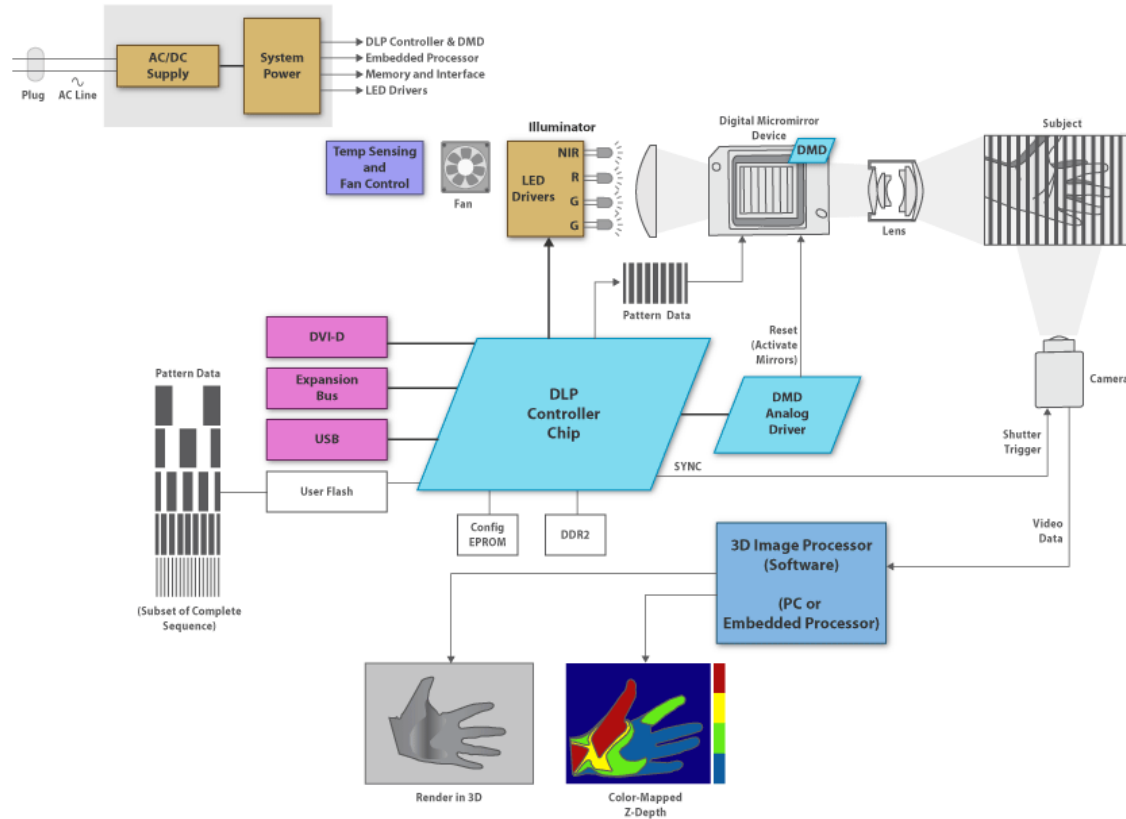 Plug
AC Line
AC/DC
Supply
System
Power
DLP Controller & DMD
Embedded Processor
Memory and Interface
LED Drivers
Temp Sensing
and
Fan Control
Fan
Illuminator
LED
Drivers
NIR
R
G
G
Digital Micromirror
Device
DMD
Lens
Subject
Pattern Data
Reset
(Activate
Mirrors)
DVI-D
Expansion
Bus
USB
User Flash
Pattern Data
(Subset of Complete
Sequence)
DLP
Controller
Chip
DMD
Analog
Driver
Camera
Shutter
Trigger
SYNC
Config
EPROM
DDR2
Video
Data
3D Image Processor
(Software)
(PC or
Embedded Processor)
Render in 3D
Color-Mapped
Z-Depth